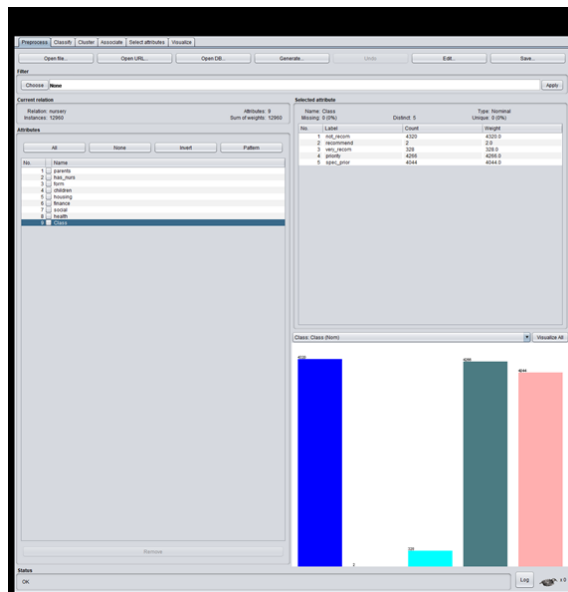 Preprocess Classify Cluster Associate Select attributes Visualize
Open file... Open URL... Open DB... Generate... Undo Edit... Save...
Filter
Choose None Apply
Current relation
Relation: nursery Attributes: 9
Instances: 12960 Sum of weights: 12960
Selected attribute
Name: Class Type: Nominal
Missing: 0 (0%) Distinct: 5 Unique: 0 (0%)
No. Label Count Weight
1 not_recom 4320 4320.0
2 recommend 2 2.0
3 very_recom 328 328.0
4 priority 4266 4266.0
5 spec_prior 4044 4044.0
Attributes
All None Invert Pattern
No. Name
1 parents
2 has_nurs
3 form
4 children
5 housing
6 finance
7 social
8 health
9 Class
Remove
Class: Class (Nom) Visualize All
4320
2
328
4266
4044
Status
OK
Log x 0